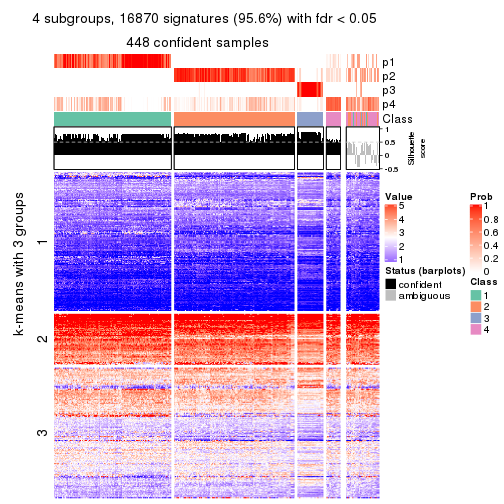 4 subgroups, 16870 signatures (95.6%) with fdr < 0.05
448 confident samples
p1
p2
p3
p4
Class
1
0.5
0
-0.5
Silhouette
score
k-means with 3 groups
1
2
3
Value
5
4
3
2
1
Status (barplots)
confident
ambiguous
Prob
1
0.8
0.6
0.4
0.2
0
Class
1
2
3
4